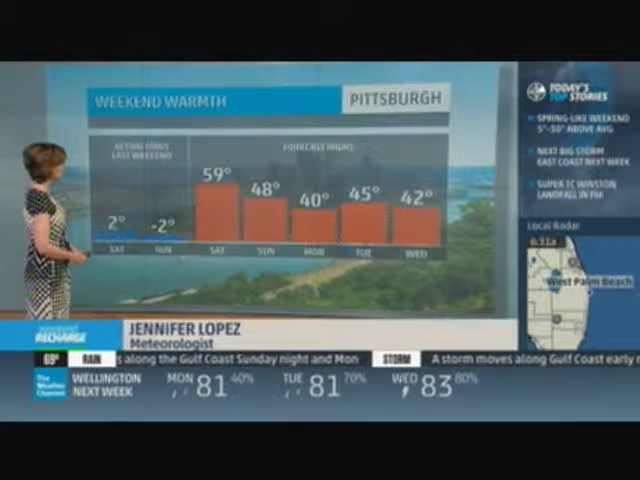 WEEKEND WARMTH
PITTSBURGH
ACTUAL LOWS
LAST WEEKEND
FORECAST HIGHS
2°
-2°
59°
48°
40°
45°
42°
SAT
SUN
SAT
SUN
MON
TUE
WED
TODAY'S
TOP STORIES
SPRING-LIKE WEEKEND
5°-30° ABOVE AVG
NEXT BIG STORM
EAST COAST NEXT WEEK
SUPER TC WINSTON
LANDFALL IN FIJI
Local Radar
6:11a
West Palm Beach
weekend
RECHARGE
JENNIFER LOPEZ
Meteorologist
69°
RAIN
s along the Gulf Coast Sunday night and Mon
STORM
A storm moves along Gulf Coast early
The
Weather
Channel
WELLINGTON
NEXT WEEK
MON 81 40%
TUE 81 70%
WED 83 80%